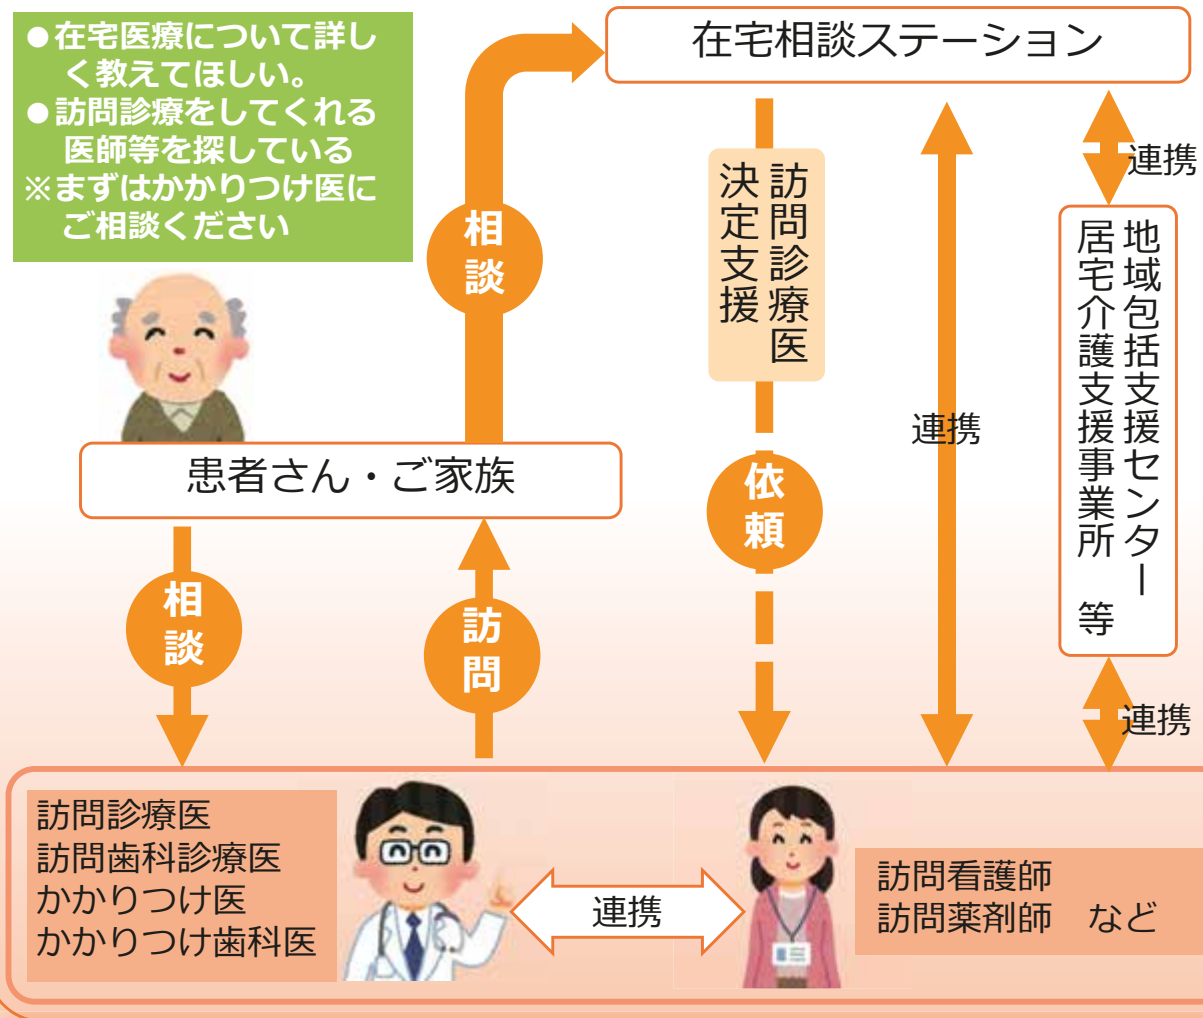 ●在宅医療について詳し
く教えてほしい。
●訪問診療をしてくれる
医師等を探している
※まずはかかりつけ医に
ご相談ください
在宅相談ステーション
相談
訪問診療医
決定支援
連携
地域包括支援センター
居宅介護支援事業所　等
連携
患者さん・ご家族
依頼
相談
訪問
連携
訪問診療医
訪問歯科診療医
かかりつけ医
かかりつけ歯科医
連携
訪問看護師
訪問薬剤師　など